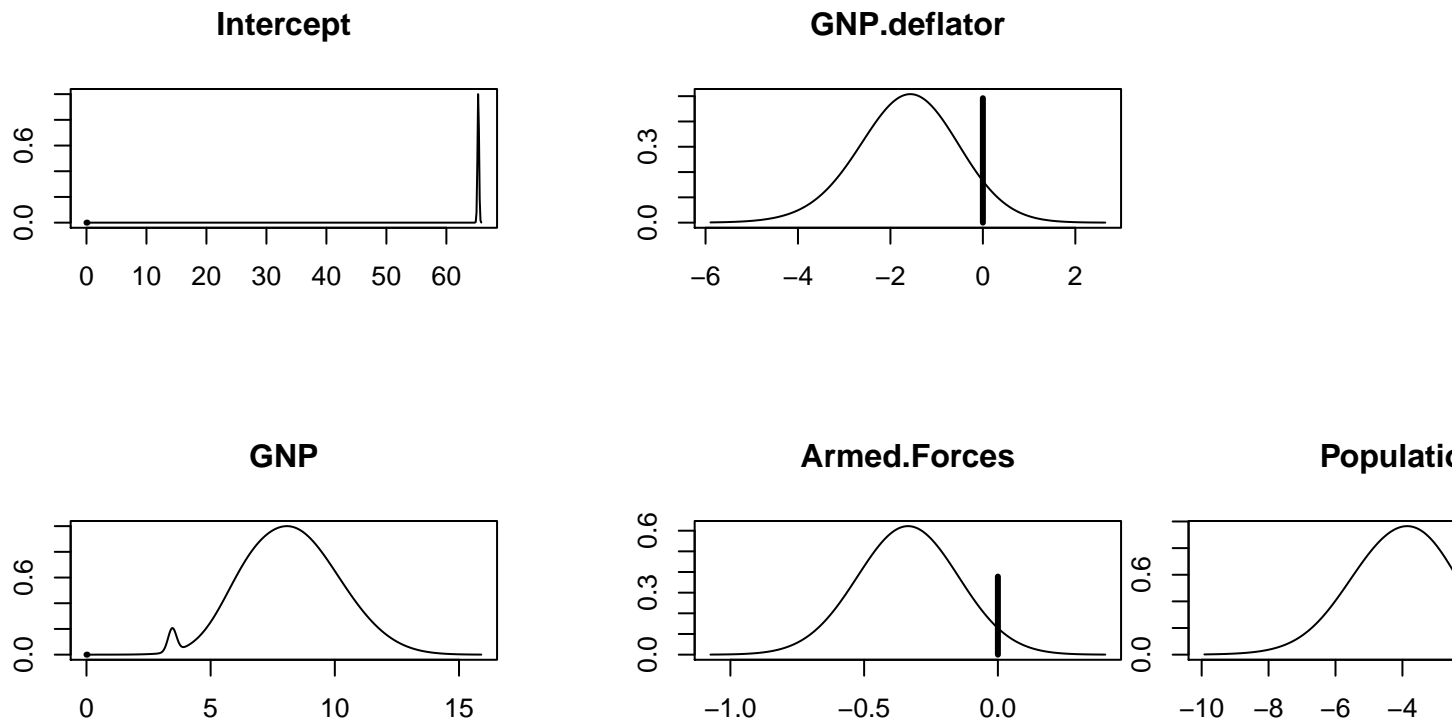 Intercept
GNP.deflator
0.0 0.6
0 10 20 30 40 50 60
0.0 0.3
−6 −4 −2 0 2
GNP
Armed.Forces
Populatio
0.0 0.6
0 5 10 15
0.0 0.3 0.6
−1.0 −0.5 0.0
0.0 0.6
−10 −8 −6 −4